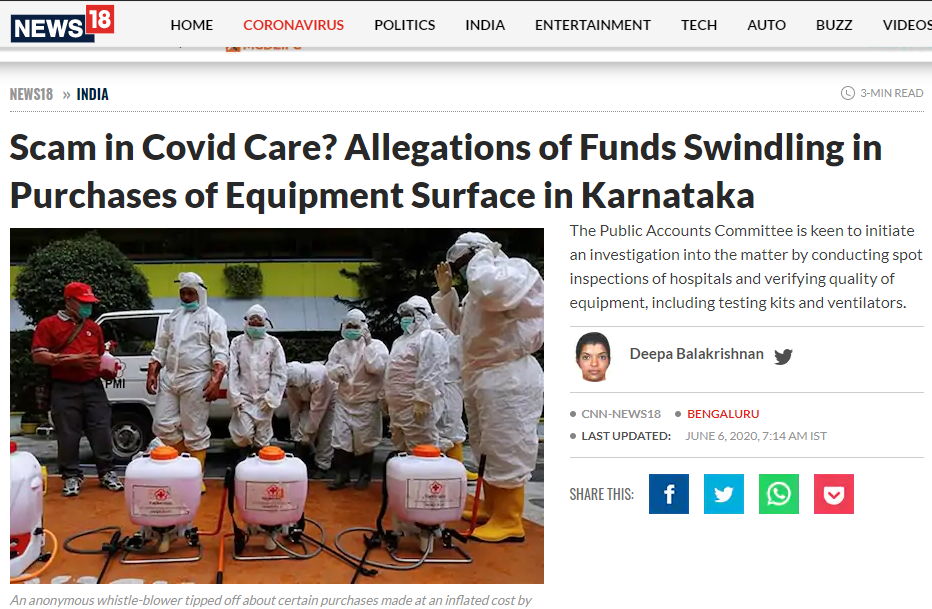 NEWS 18
HOME CORONAVIRUS POLITICS INDIA ENTERTAINMENT TECH AUTO BUZZ VIDEOS
NEWS18 » INDIA
3-MIN READ
Scam in Covid Care? Allegations of Funds Swindling in
Purchases of Equipment Surface in Karnataka
The Public Accounts Committee is keen to initiate
an investigation into the matter by conducting spot
inspections of hospitals and verifying quality of
equipment, including testing kits and ventilators.
Deepa Balakrishnan
CNN-NEWS18 BENGALURU
LAST UPDATED: JUNE 6, 2020, 7:14 AM IST
SHARE THIS:
PMI
An anonymous whistle-blower tipped off about certain purchases made at an inflated cost by